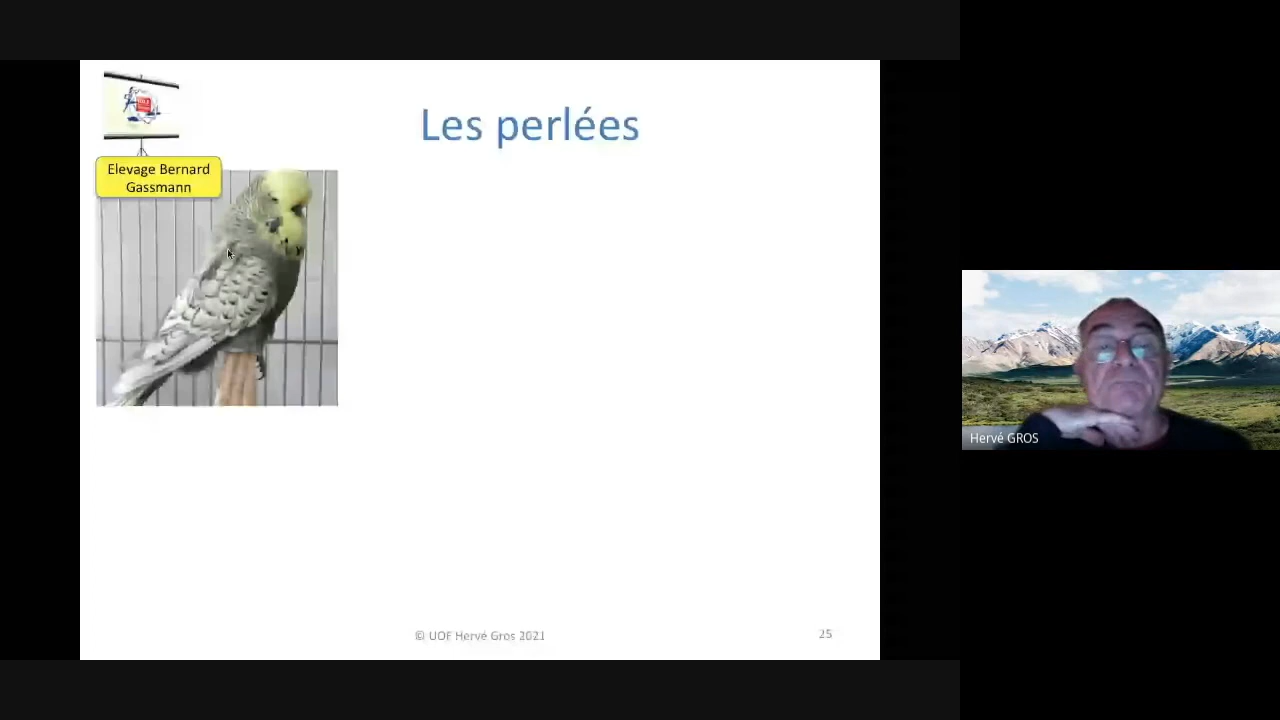 Les perlées
Elevage Bernard
Gassmann
Hervé GROS
© UOF Hervé Gros 2021
25